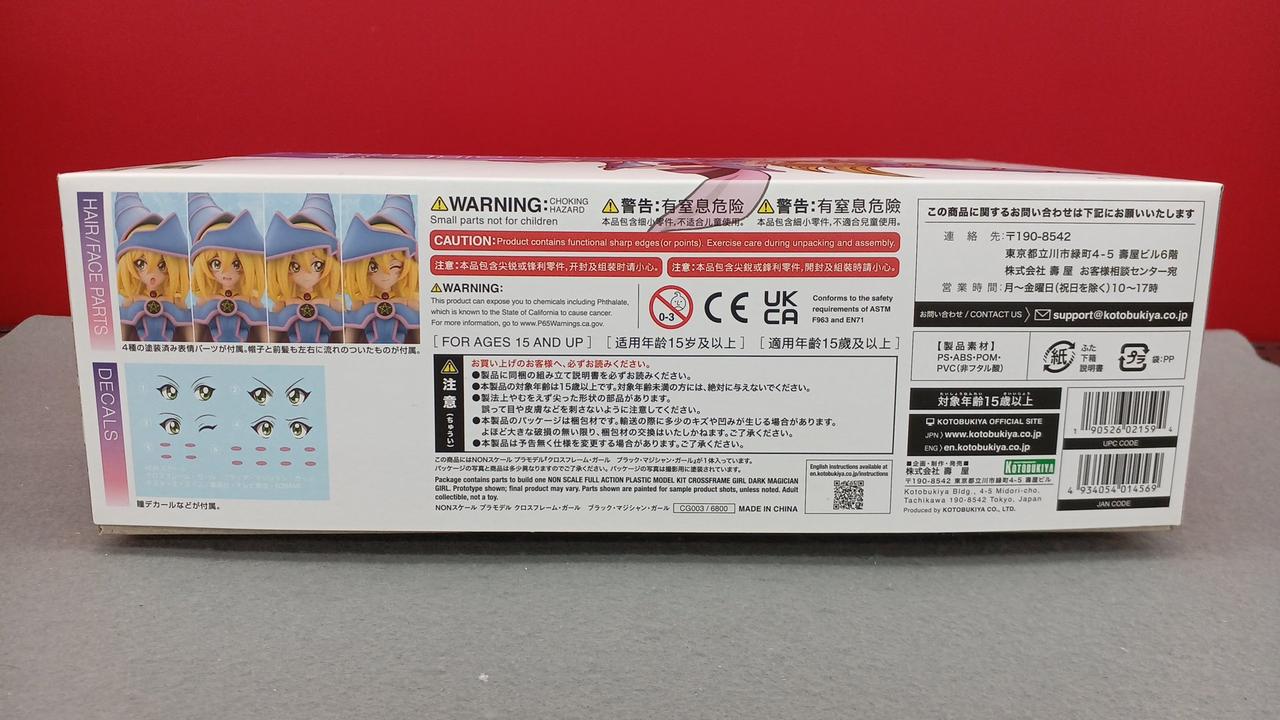 HAIR/FACE PARTS
4種の塗装済み表情パーツが付属。帽子と前髪も左右に流れのついたものが付属。
DECALS
瞳デカールなどが付属。
WARNING: CHOKING HAZARD
Small parts not for children
警告:有窒息危险
本品包含细小零件,不适合儿童使用。
警告:有窒息危險
本品包含細小零件,不適合兒童使用。
CAUTION:Product contains functional sharp edges(or points). Exercise care during unpacking and assembly.
注意:本品包含尖锐或锋利零件,开封及组装时请小心。
注意:本品包含尖銳或鋒利零件,開封及組裝時請小心。
WARNING:
This product can expose you to chemicals including Phthalate,
which is known to the State of California to cause cancer.
For more information, go to www.P65Warnings.ca.gov.
0-3
CE
UK
CA
Conforms to the safety
requirements of ASTM
F963 and EN71
[ FOR AGES 15 AND UP ] [ 适用年龄15岁及以上 ] [ 適用年齡15歲及以上 ]
注意(ちゅうい)
お買い上げのお客様へ、必ずお読みください。
●製品に同梱の組み立て説明書を必ずお読みください。
●本製品の対象年齢は15歳以上です。対象年齢未満の方には、絶対に与えないでください。
●製法上やむをえず尖った形状の部品があります。
誤って目や皮膚などを刺さないように注意してください。
●本製品のパッケージは梱包材です。輸送の際に多少のキズや凹みが生じる場合があります。
よほど大きな破損の無い限り、梱包材の交換はいたしかねます。ご了承ください。
●本製品は予告無く仕様を変更する場合があります。ご了承ください。
この商品にはNONスケール プラモデル「クロスフレーム・ガール ブラック・マジシャン・ガール」が1体入っています。
パッケージの写真と商品は多少異なりますのでご了承ください。パッケージの写真は撮影用に塗装されています。
Package contains parts to build one NON SCALE FULL ACTION PLASTIC MODEL KIT CROSSFRAME GIRL DARK MAGICIAN
GIRL. Prototype shown; final product may vary. Parts shown are painted for sample product shots, unless noted. Adult
collectible, not a toy.
NONスケール プラモデル クロスフレーム・ガール ブラック・マジシャン・ガール CG003 / 6800 MADE IN CHINA
English instructions available at
en.kotobukiya.co.jp/instructions
この商品に関するお問い合わせは下記にお願いいたします
連絡先:〒190-8542
東京都立川市緑町4-5 壽屋ビル6階
株式会社 壽屋 お客様相談センター宛
営業時間:月〜金曜日(祝日を除く)10〜17時
お問い合わせ / CONTACT US support@kotobukiya.co.jp
【製品素材】
PS・ABS・POM・
PVC(非フタル酸)
紙
ふた
下箱
説明書
プラ
袋:PP
たいしょうねんれい さいいじょう
対象年齢15歳以上
KOTOBUKIYA OFFICIAL SITE
JPN www.kotobukiya.co.jp
ENG en.kotobukiya.co.jp
■企画・制作・発売■
株式会社 壽 屋
KOTOBUKIYA
〒190-8542 東京都立川市緑町4-5 壽屋ビル
Kotobukiya Bldg., 4-5 Midori-cho,
Tachikawa 190-8542 Tokyo, Japan
Produced by KOTOBUKIYA CO., LTD.
1 90526 02159 4
UPC CODE
4 934054 014569
JAN CODE